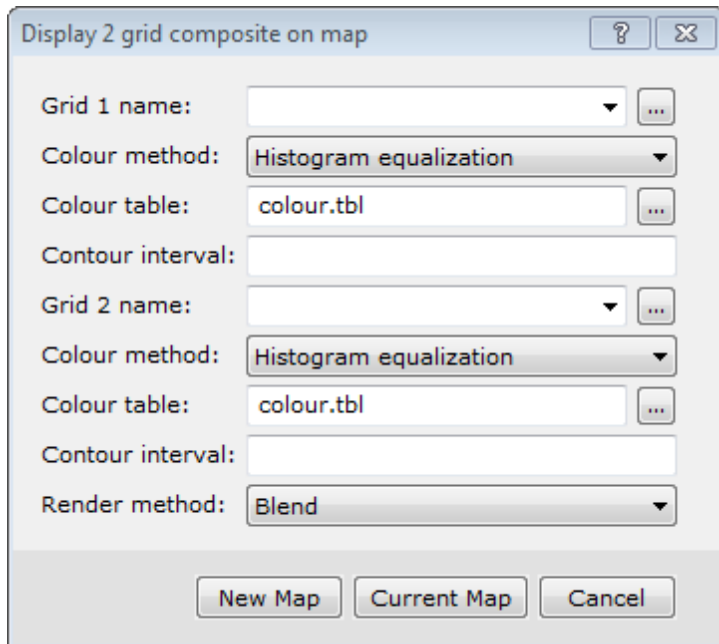 Display 2 grid composite on map
Grid 1 name:
...
Colour method: Histogram equalization
Colour table: colour.tbl ...
Contour interval:
Grid 2 name:
...
Colour method: Histogram equalization
Colour table: colour.tbl ...
Contour interval:
Render method: Blend
New Map Current Map Cancel